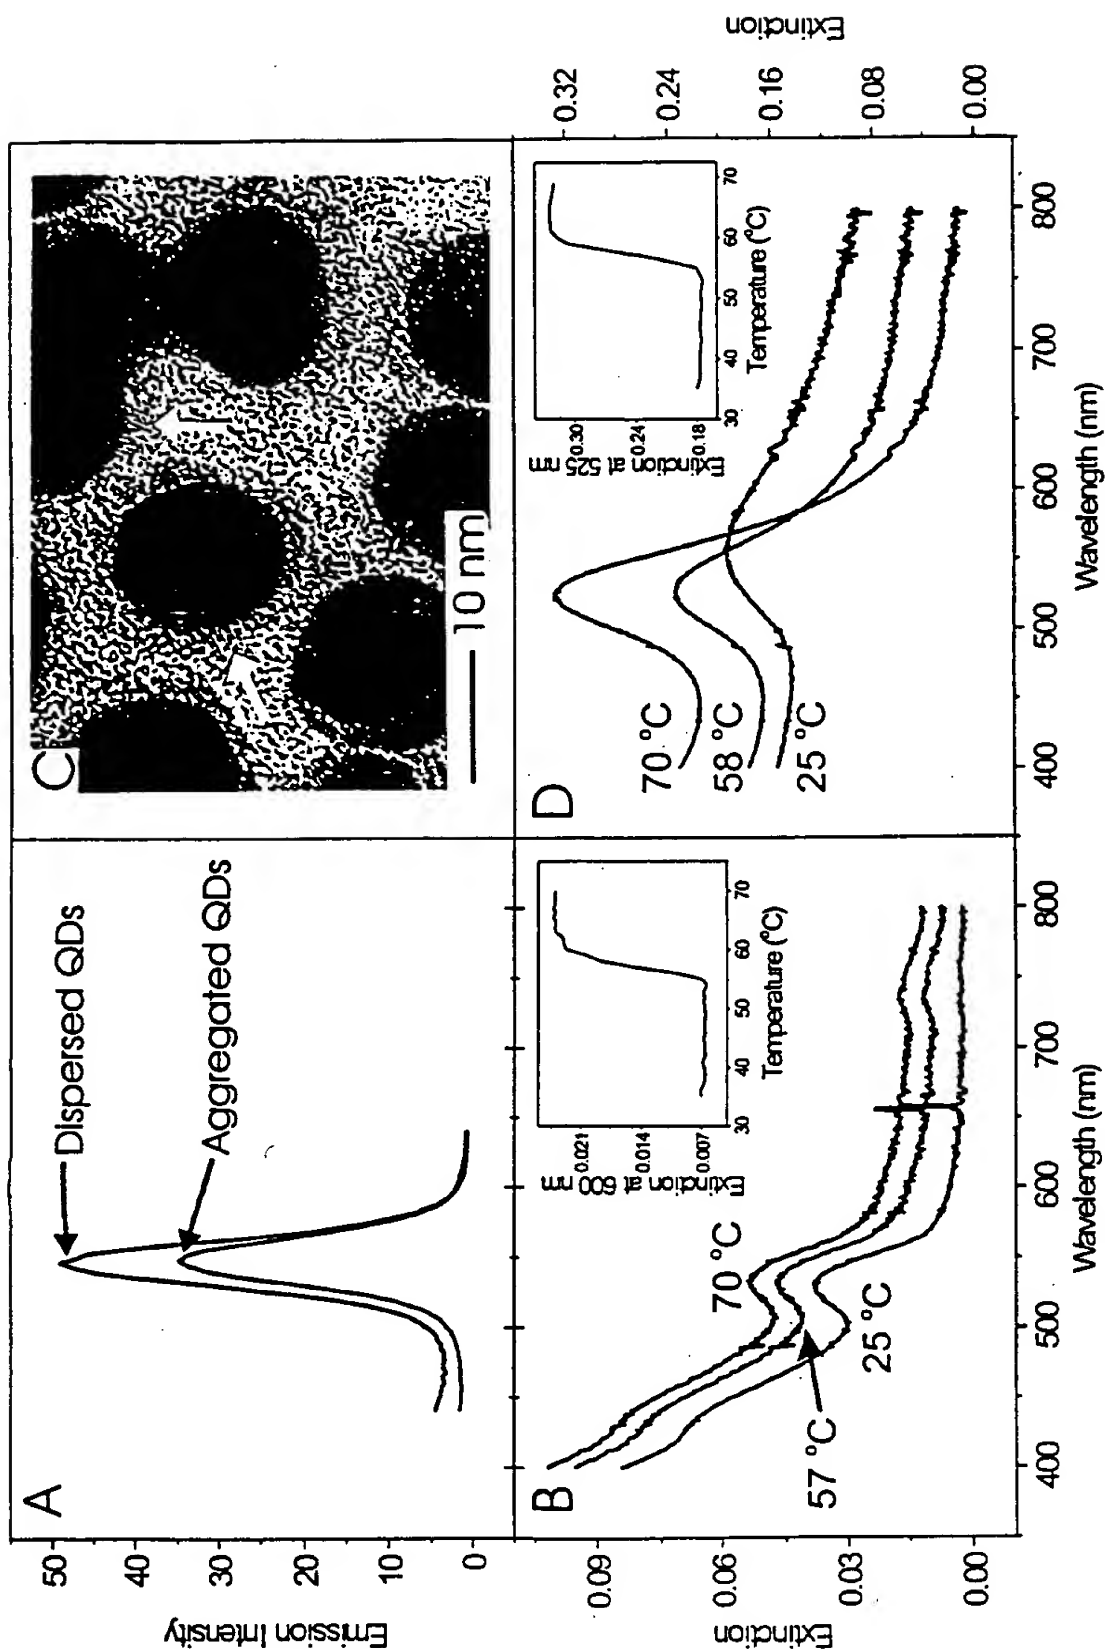 A
Dispersed QDs
Aggregated QDs
50
40
30
20
10
0
Emission Intensity
C
10 nm
B
70 °C
57 °C
25 °C
0.09
0.06
0.03
0.00
Extinction
400
500
600
700
800
Wavelength (nm)
Extinction at 600 nm
0.021
0.014
0.007
30
40
50
60
70
Temperature (°C)
D
70 °C
58 °C
25 °C
Extinction
0.32
0.24
0.16
0.08
0.00
400
500
600
700
800
Wavelength (nm)
Extinction at 525 nm
0.30
0.24
0.18
30
40
50
60
70
Temperature (°C)